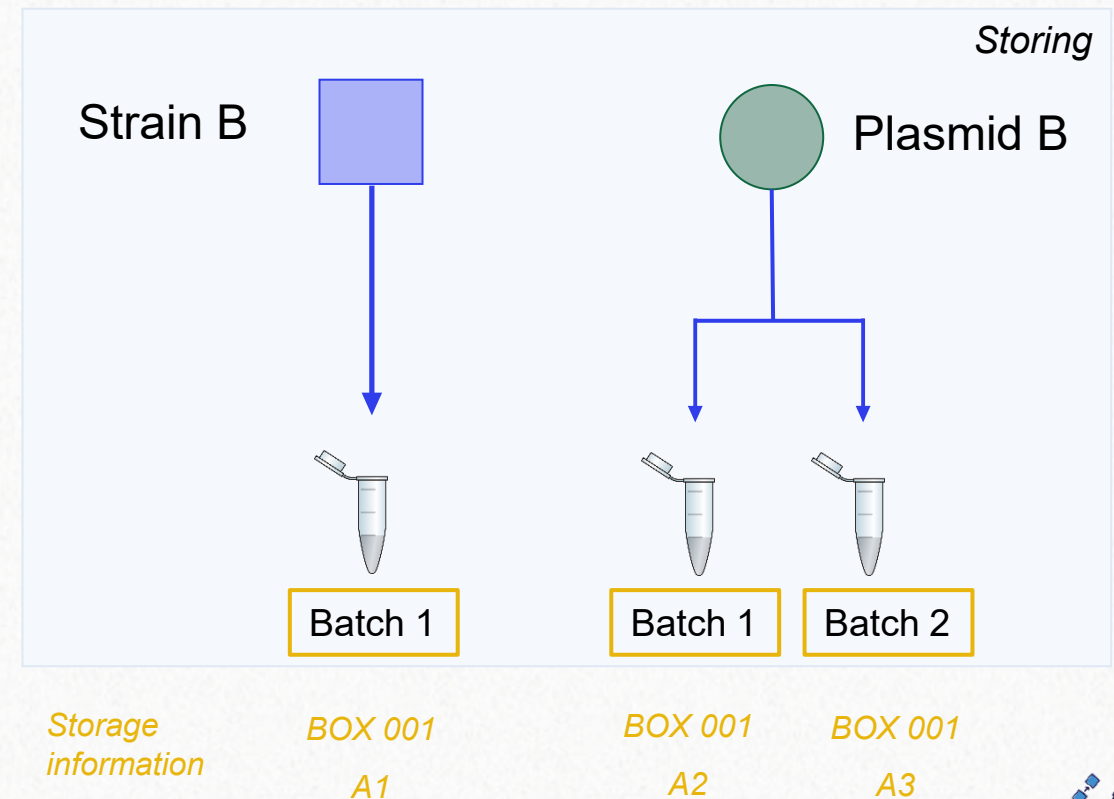 Storing
Strain B
Plasmid B
Batch 1
Batch 1
Batch 2
Storage
information
BOX 001
BOX 001
BOX 001
A1
A2
A3